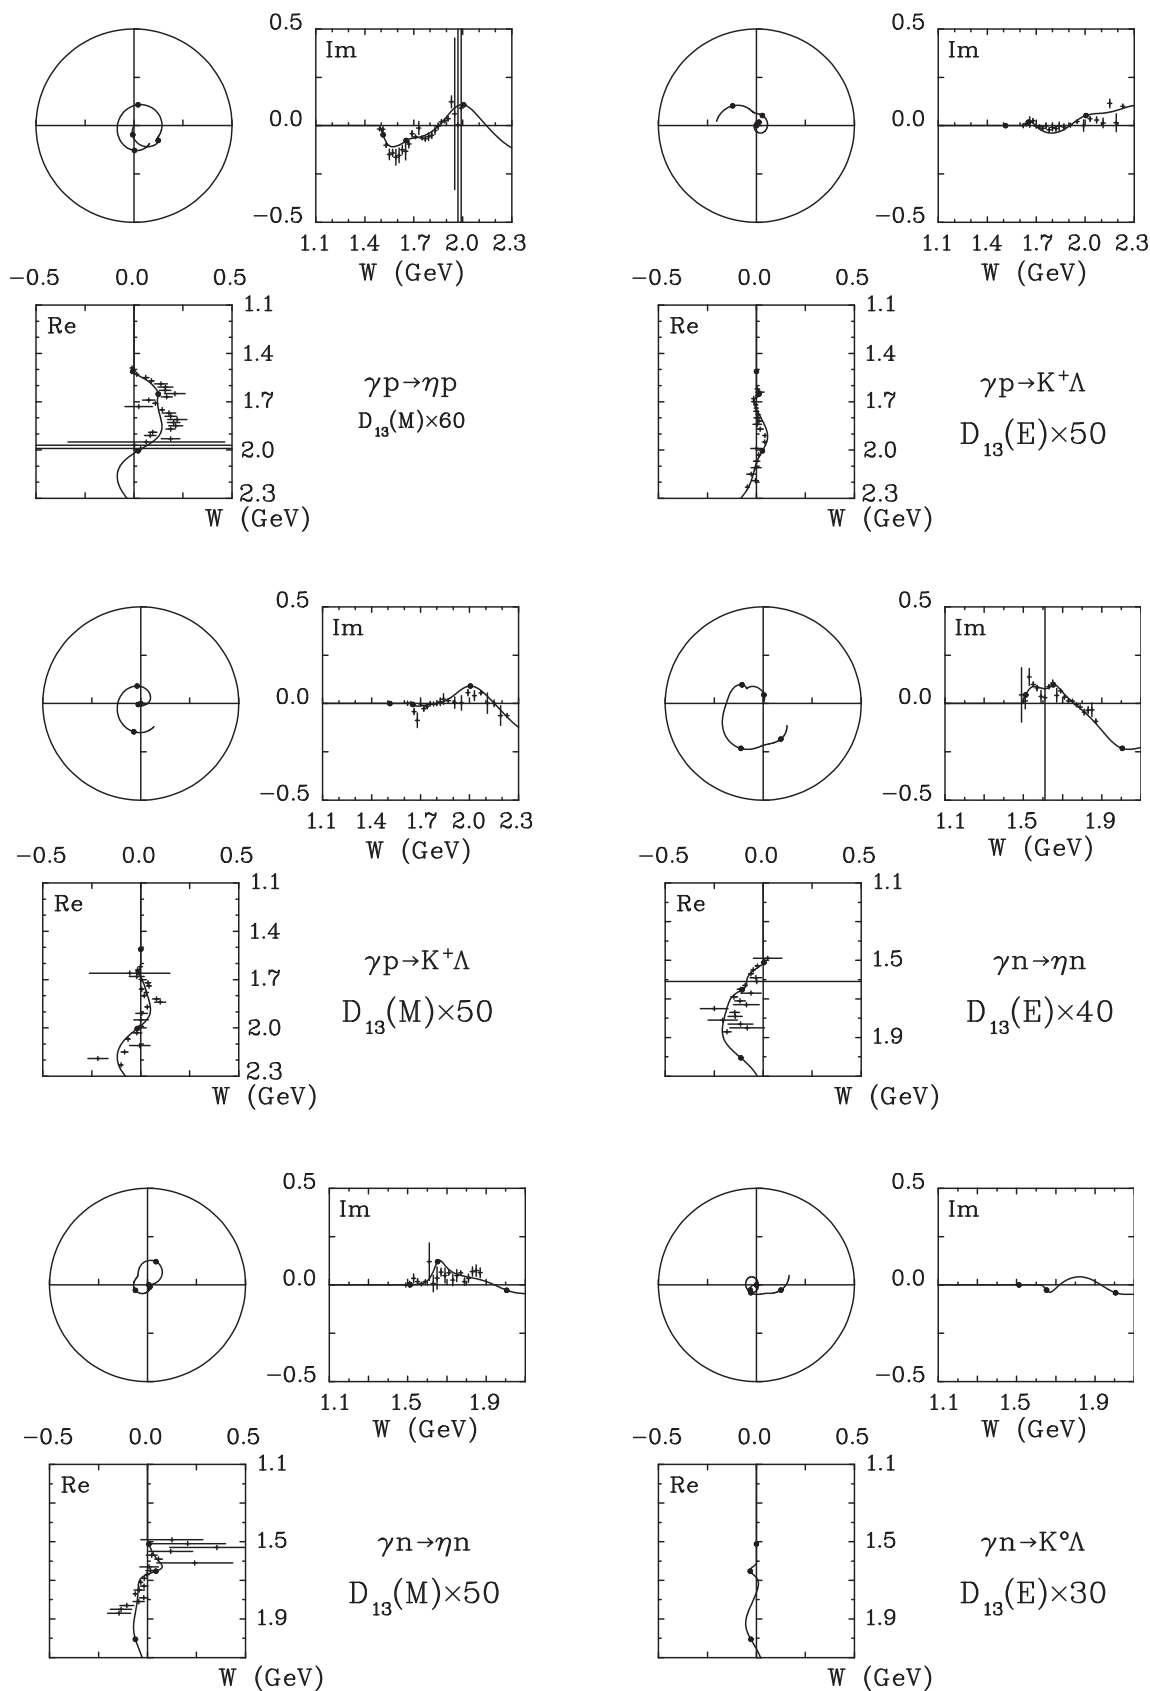 0.5
Im
0.0
−0.5
1.1 1.4 1.7 2.0 2.3
W (GeV)
−0.5 0.0 0.5
Re
1.1
1.4
1.7
2.0
2.3
W (GeV)
γp→ηp
D13(M)×60
0.5
Im
0.0
−0.5
1.1 1.4 1.7 2.0 2.3
W (GeV)
−0.5 0.0 0.5
Re
1.1
1.4
1.7
2.0
2.3
W (GeV)
γp→K⁺Λ
D13(E)×50
0.5
Im
0.0
−0.5
1.1 1.4 1.7 2.0 2.3
W (GeV)
−0.5 0.0 0.5
Re
1.1
1.4
1.7
2.0
2.3
W (GeV)
γp→K⁺Λ
D13(M)×50
0.5
Im
0.0
−0.5
1.1 1.5 1.9
W (GeV)
−0.5 0.0 0.5
Re
1.1
1.5
1.9
W (GeV)
γn→ηn
D13(E)×40
0.5
Im
0.0
−0.5
1.1 1.5 1.9
W (GeV)
−0.5 0.0 0.5
Re
1.1
1.5
1.9
W (GeV)
γn→ηn
D13(M)×50
0.5
Im
0.0
−0.5
1.1 1.5 1.9
W (GeV)
−0.5 0.0 0.5
Re
1.1
1.5
1.9
W (GeV)
γn→K°Λ
D13(E)×30